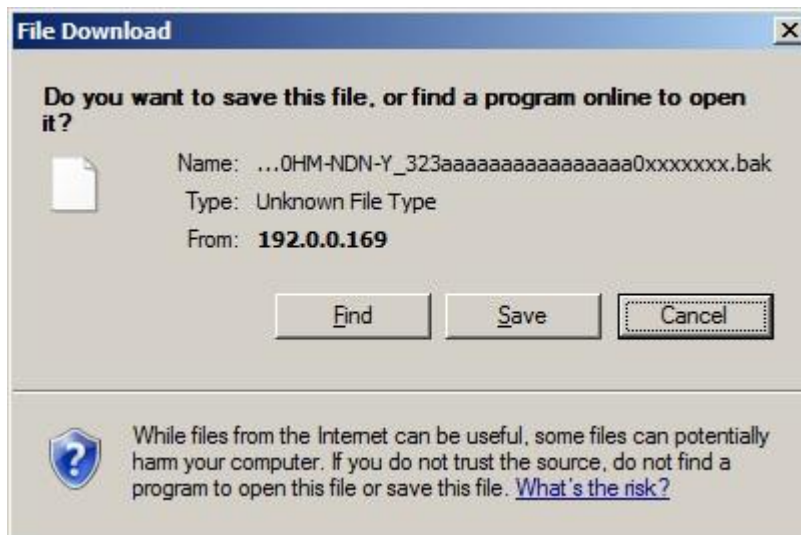 File Download
Do you want to save this file, or find a program online to open
it?
Name: ...0HM-NDN-Y_323aaaaaaaaaaaaaaaaa0xxxxxxx.bak
Type: Unknown File Type
From: 192.0.0.169
Find Save Cancel
While files from the Internet can be useful, some files can potentially
harm your computer. If you do not trust the source, do not find a
program to open this file or save this file. What's the risk?